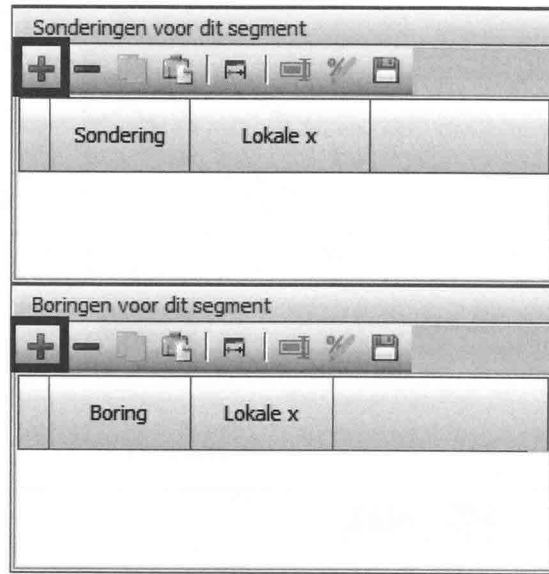 Sonderingen voor dit segment
Sondering Lokale x
Boringen voor dit segment
Boring Lokale x